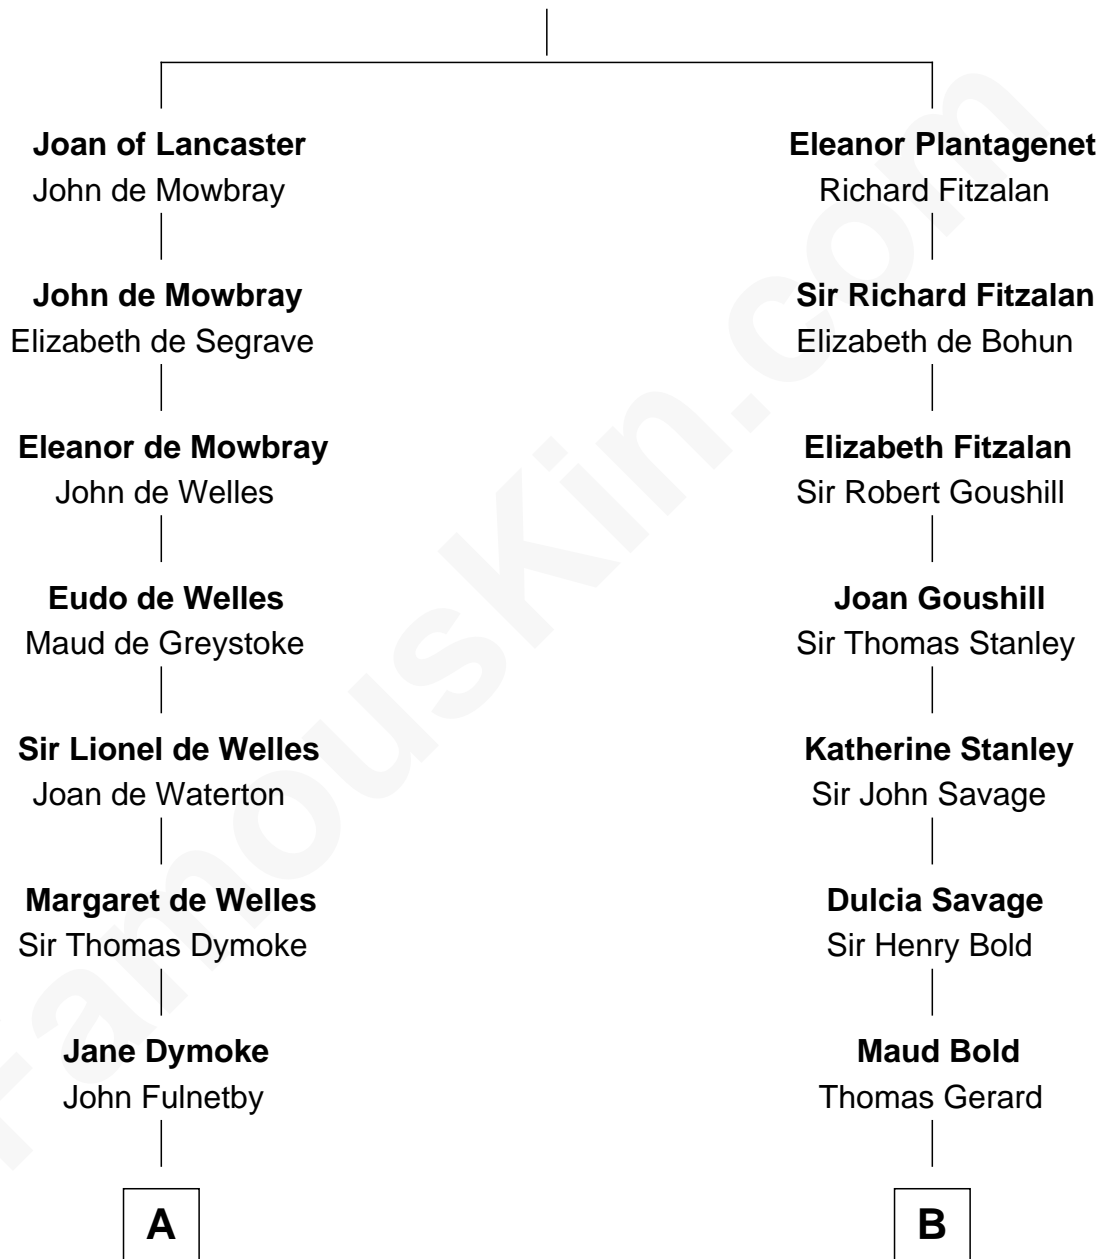 Joan of Lancaster
John de Mowbray
John de Mowbray
Elizabeth de Segrave
Eleanor de Mowbray
John de Welles
Eudo de Welles
Maud de Greystoke
Sir Lionel de Welles
Joan de Waterton
Margaret de Welles
Sir Thomas Dymoke
Jane Dymoke
John Fulnetby
A
Eleanor Plantagenet
Richard Fitzalan
Sir Richard Fitzalan
Elizabeth de Bohun
Elizabeth Fitzalan
Sir Robert Goushill
Joan Goushill
Sir Thomas Stanley
Katherine Stanley
Sir John Savage
Dulcia Savage
Sir Henry Bold
Maud Bold
Thomas Gerard
B
FamousKin.com